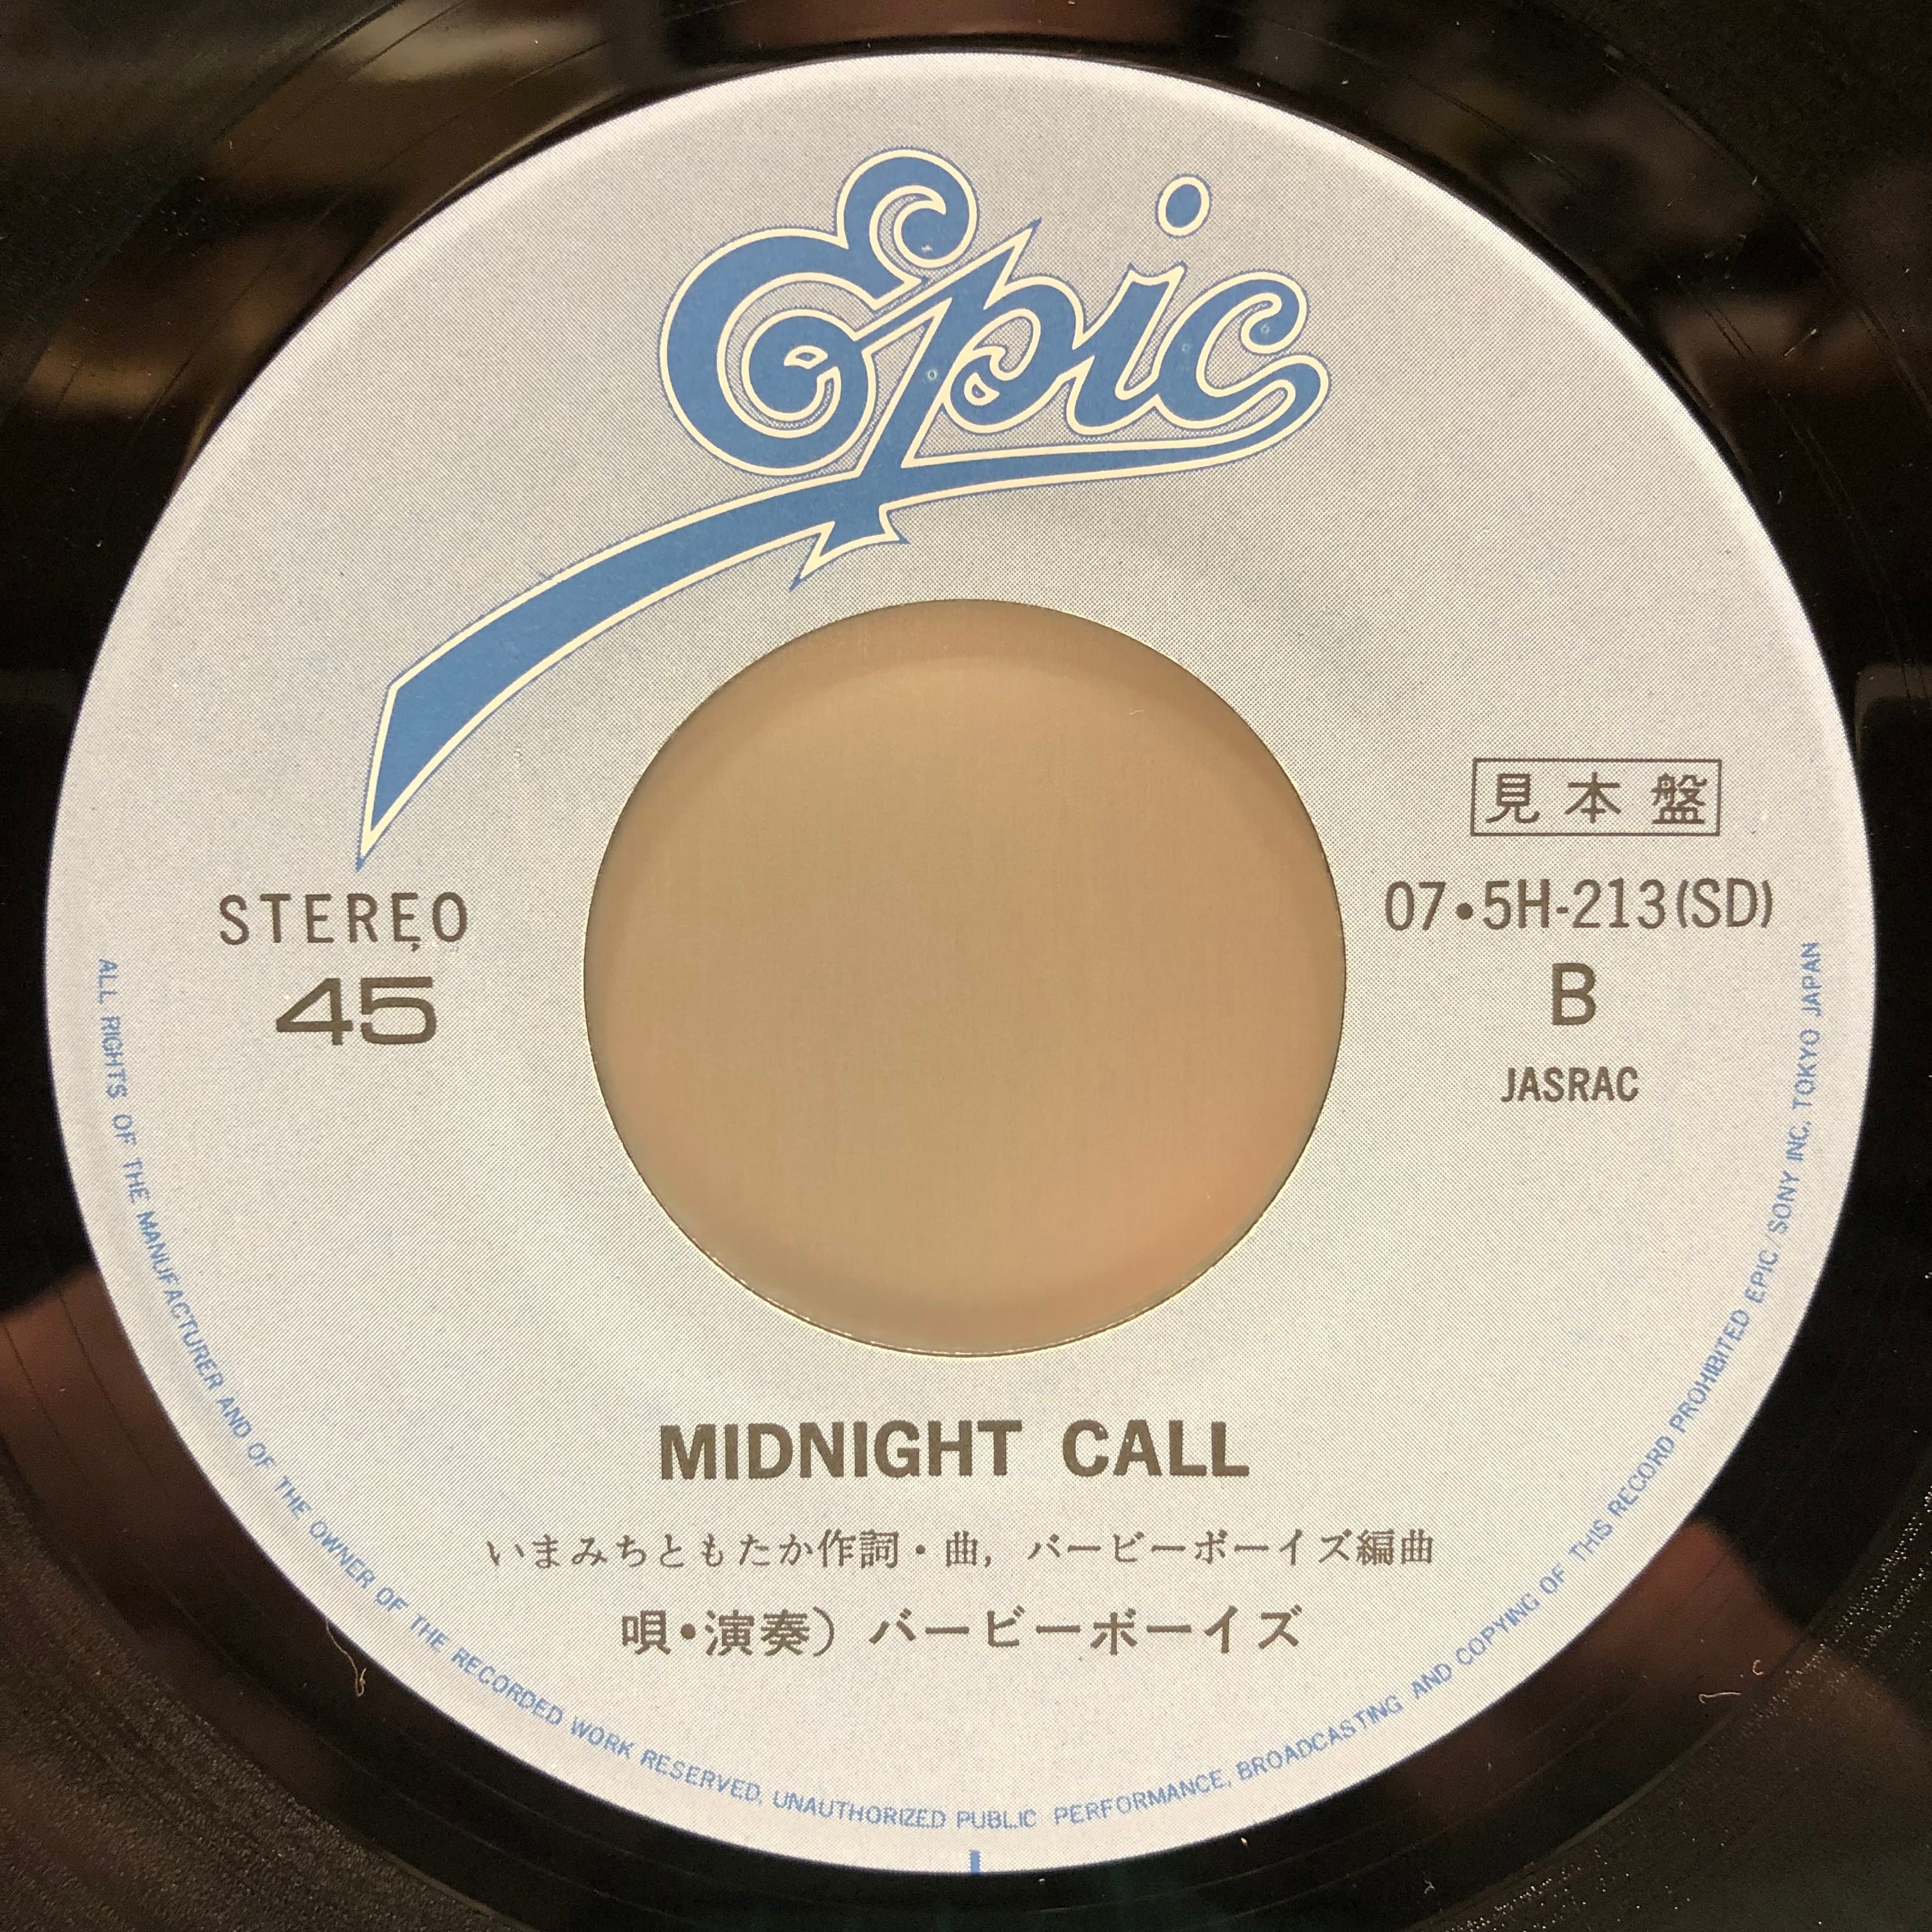 Epic
見本盤
STEREO
07・5H-213(SD)
45
B
JASRAC
MIDNIGHT CALL
いまみちともたか作詞・曲, バービーボーイズ編曲
唄・演奏) バービーボーイズ
ALL RIGHTS OF THE MANUFACTURER AND OF THE OWNER OF THE RECORDED WORK RESERVED, UNAUTHORIZED PUBLIC PERFORMANCE, BROADCASTING AND COPYING OF THIS RECORD PROHIBITED EPIC/SONY INC. TOKYO JAPAN